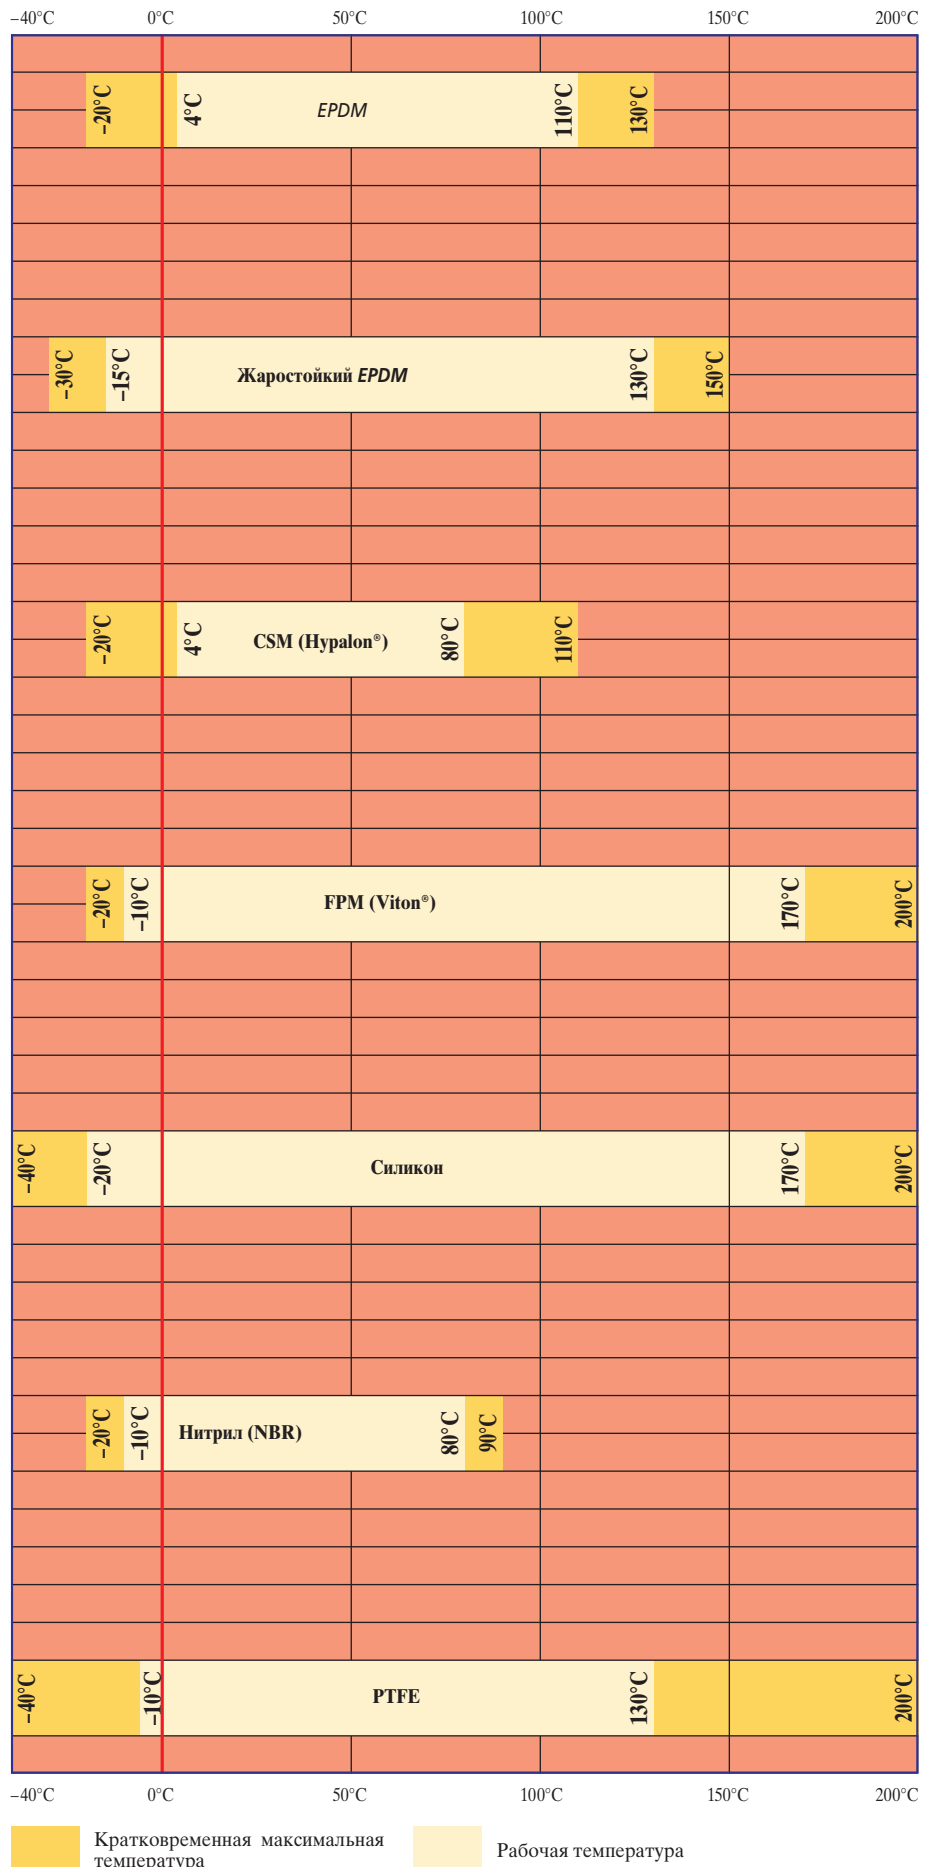 –40°C 0°C 50°C 100°C 150°C 200°C
–20°C 4°C EPDM 110°C 130°C
–30°C –15°C Жаростойкий EPDM 130°C 150°C
–20°C 4°C CSM (Hypalon®) 80°C 110°C
–20°C –10°C FPM (Viton®) 170°C 200°C
–40°C –20°C Силикон 170°C 200°C
–20°C –10°C Нитрил (NBR) 80°C 90°C
–40°C –10°C PTFE 130°C 200°C
–40°C 0°C 50°C 100°C 150°C 200°C
Кратковременная максимальная
температура
Рабочая температура